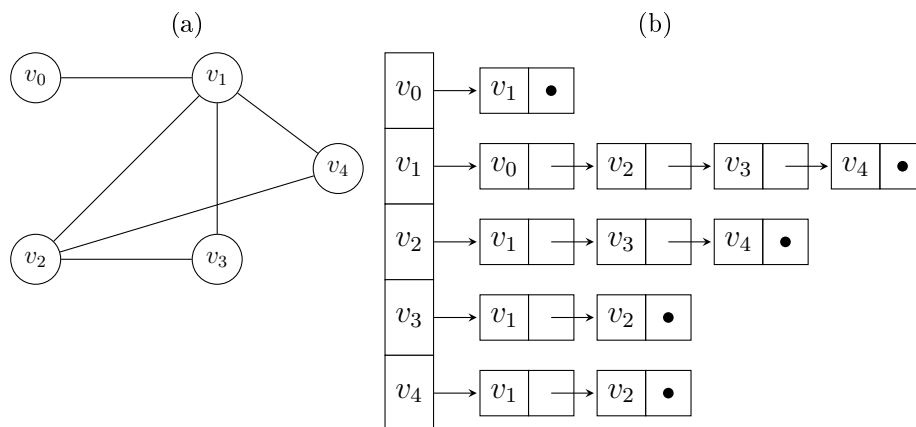 (a)
v0 v1
v4
v2 v3
(b)
v0 v1
v1 v0 v2 v3 v4
v2 v1 v3 v4
v3 v1 v2
v4 v1 v2